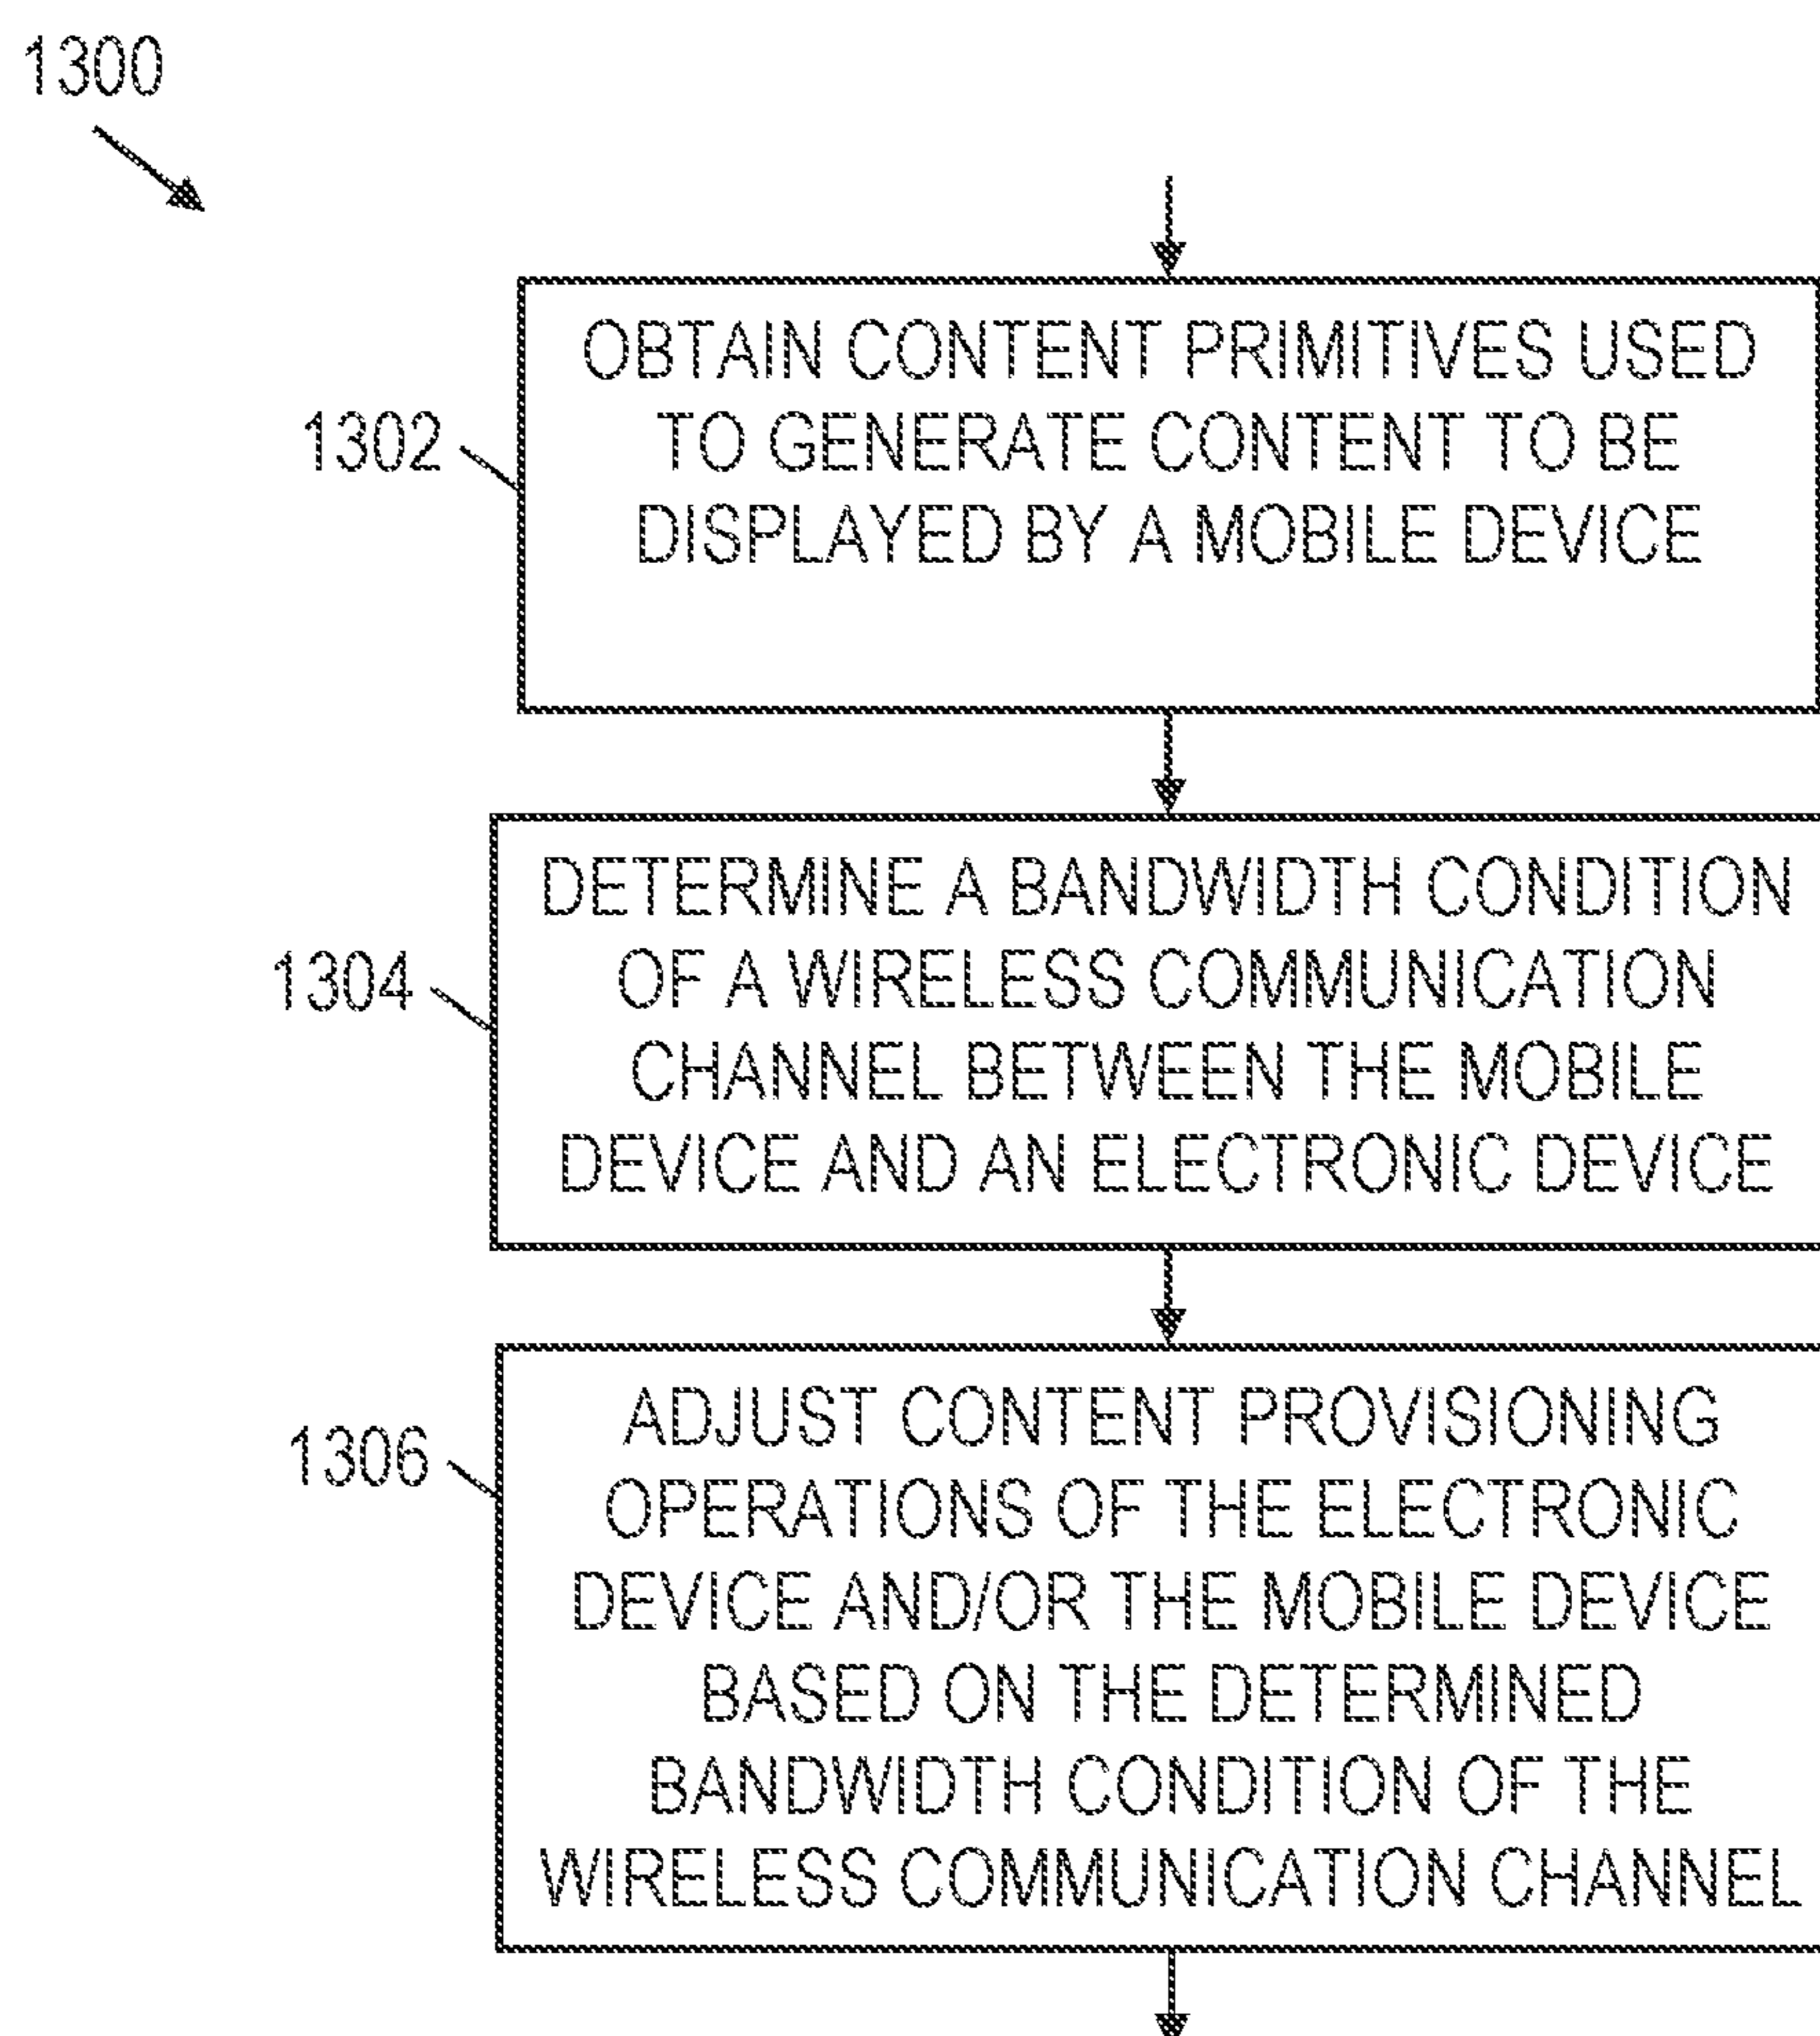 1300
1302
OBTAIN CONTENT PRIMITIVES USED
TO GENERATE CONTENT TO BE
DISPLAYED BY A MOBILE DEVICE
1304
DETERMINE A BANDWIDTH CONDITION
OF A WIRELESS COMMUNICATION
CHANNEL BETWEEN THE MOBILE
DEVICE AND AN ELECTRONIC DEVICE
1306
ADJUST CONTENT PROVISIONING
OPERATIONS OF THE ELECTRONIC
DEVICE AND/OR THE MOBILE DEVICE
BASED ON THE DETERMINED
BANDWIDTH CONDITION OF THE
WIRELESS COMMUNICATION CHANNEL